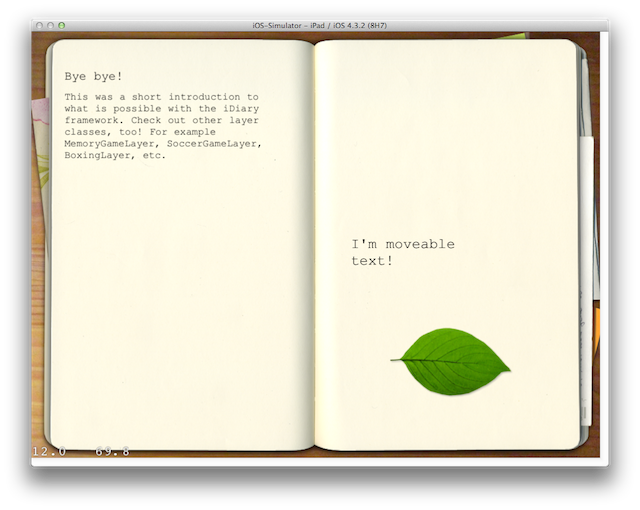 iOS-Simulator - iPad / iOS 4.3.2 (8H7)
Bye bye!
This was a short introduction to
what is possible with the iDiary
framework. Check out other layer
classes, too! For example
MemoryGameLayer, SoccerGameLayer,
BoxingLayer, etc.
I'm moveable
text!
12.0 69.8